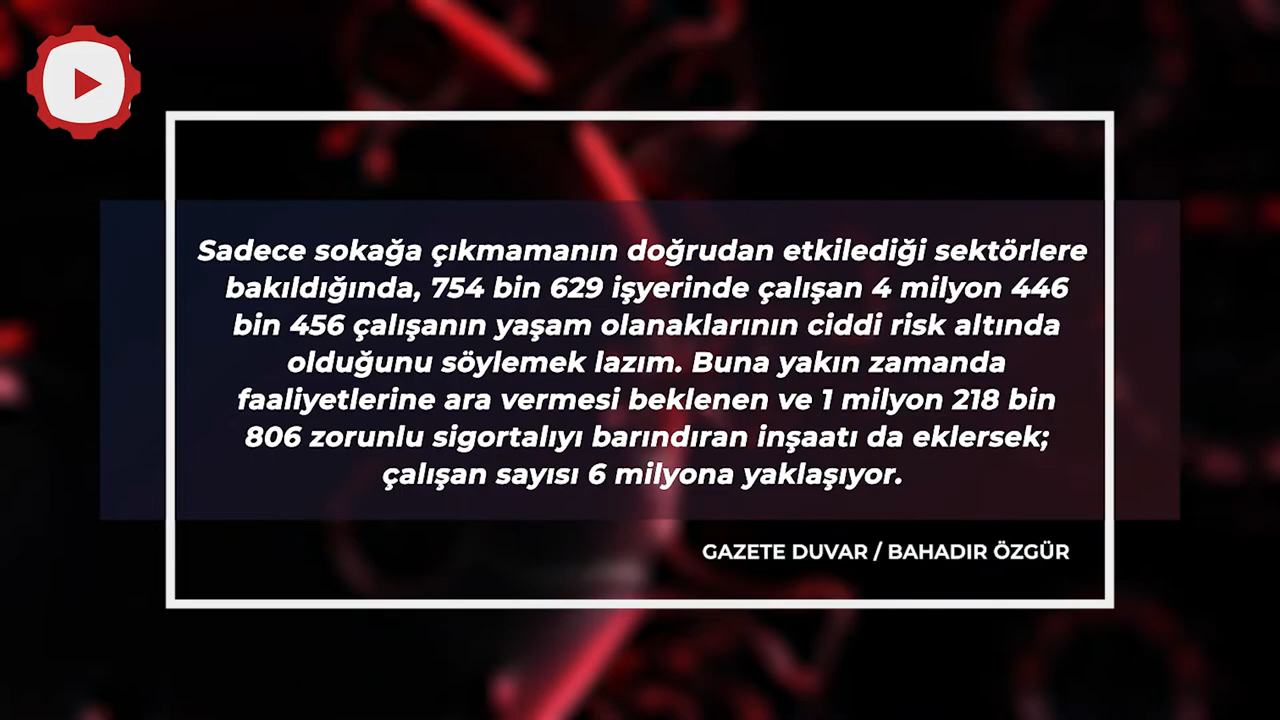 Sadece sokağa çıkmamanın doğrudan etkilediği sektörlere
bakıldığında, 754 bin 629 işyerinde çalışan 4 milyon 446
bin 456 çalışanın yaşam olanaklarının ciddi risk altında
olduğunu söylemek lazım. Buna yakın zamanda
faaliyetlerine ara vermesi beklenen ve 1 milyon 218 bin
806 zorunlu sigortalıyı barındıran inşaatı da eklersek;
çalışan sayısı 6 milyona yaklaşıyor.
GAZETE DUVAR / BAHADIR ÖZGÜR